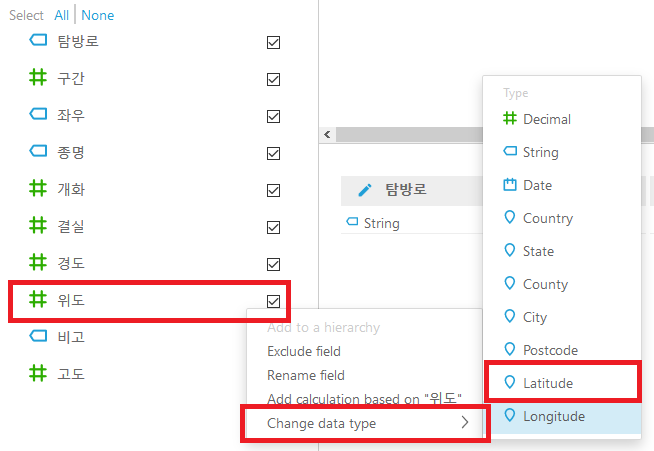 Select All None
탐방로
구간
좌우
종명
개화
결실
경도
위도
비고
고도
Add to a hierarchy
Exclude field
Rename field
Add calculation based on "위도"
Change data type
탐방로
String
Type
Decimal
String
Date
Country
State
County
City
Postcode
Latitude
Longitude